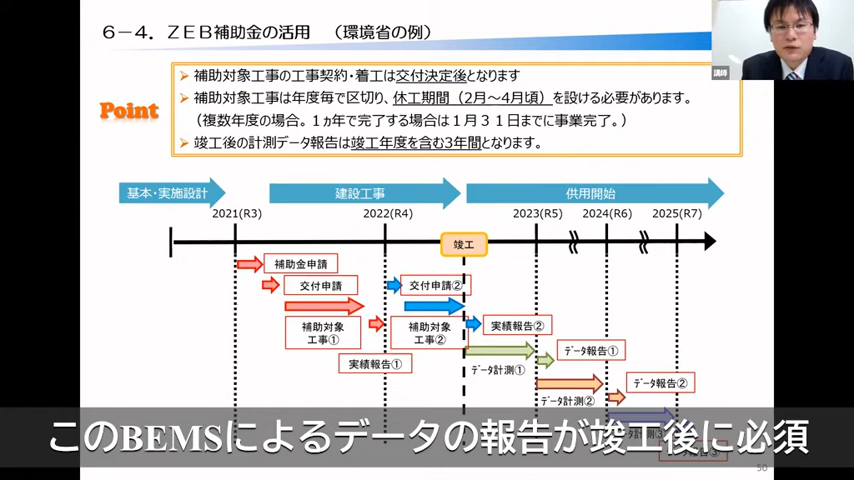 6－4．ＺＥＢ補助金の活用　（環境省の例）
講師
Point
補助対象工事の工事契約・着工は交付決定後となります
補助対象工事は年度毎で区切り、休工期間（2月～4月頃）を設ける必要があります。
（複数年度の場合。１ヵ年で完了する場合は１月３１日までに事業完了。）
竣工後の計測データ報告は竣工年度を含む3年間となります。
基本・実施設計
建設工事
供用開始
2021(R3)
2022(R4)
2023(R5)
2024(R6)
2025(R7)
竣工
補助金申請
交付申請
交付申請②
補助対象
工事①
補助対象
工事②
実績報告②
実績報告①
データ報告①
データ計測①
データ報告②
データ計測②
このBEMSによるデータの報告が竣工後に必須
50